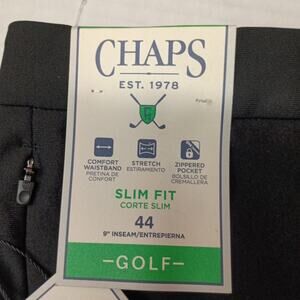 CHAPS
EST. 1978
COMFORT
WAISTBAND
PRETINA DE
CONFORT
STRETCH
ESTIRAMIENTO
ZIPPERED
POCKET
BOLSILLO DE
CREMALLERA
SLIM FIT
CORTE SLIM
44
9" INSEAM/ENTREPIERNA
-GOLF-